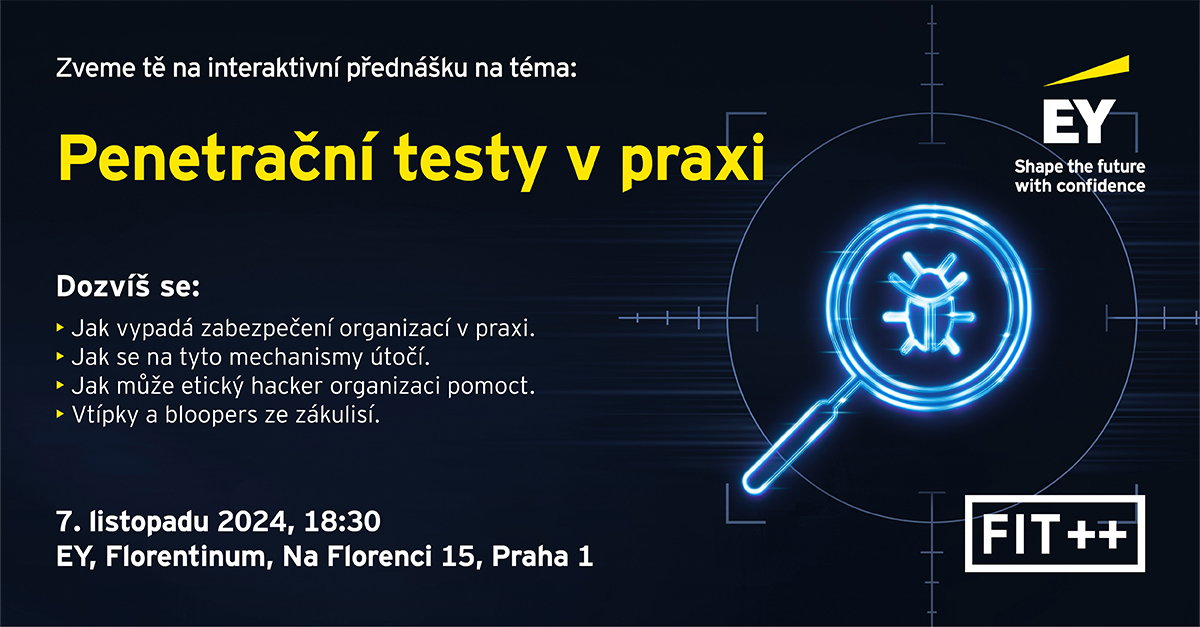 Zveme tě na interaktivní přednášku na téma:
Penetrační testy v praxi
EY
Shape the future
with confidence
Dozvíš se:
Jak vypadá zabezpečení organizací v praxi.
Jak se na tyto mechanismy útočí.
Jak může etický hacker organizaci pomoct.
Vtípky a bloopers ze zákulisí.
7. listopadu 2024, 18:30
EY, Florentinum, Na Florenci 15, Praha 1
FIT++